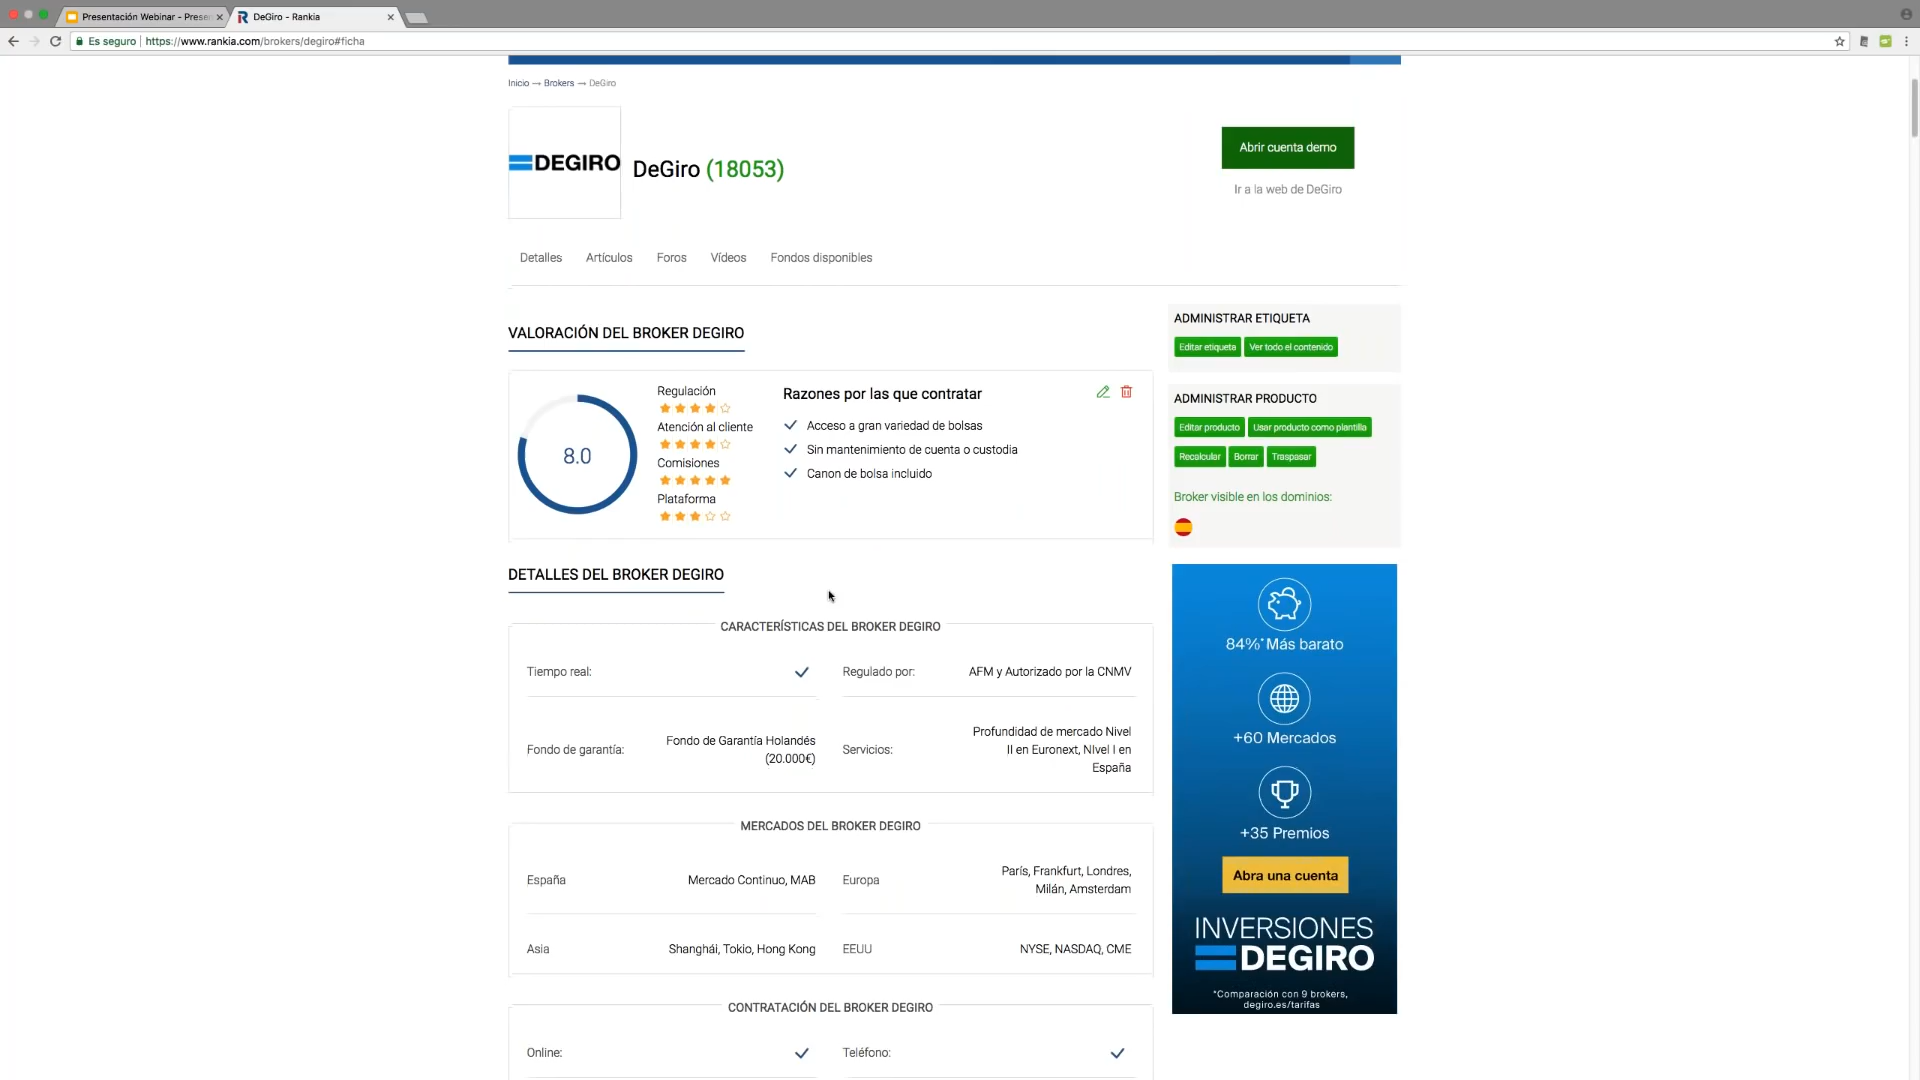 Presentación Webinar - Prese
DeGiro - Rankia
Es seguro | https://www.rankia.com/brokers/degiro#ficha
Inicio → Brokers → DeGiro
DEGIRO
DeGiro (18053)
Abrir cuenta demo
Ir a la web de DeGiro
Detalles Artículos Foros Vídeos Fondos disponibles
VALORACIÓN DEL BROKER DEGIRO
8.0
Regulación
Atención al cliente
Comisiones
Plataforma
Razones por las que contratar
Acceso a gran variedad de bolsas
Sin mantenimiento de cuenta o custodia
Canon de bolsa incluido
ADMINISTRAR ETIQUETA
Editar etiqueta Ver todo el contenido
ADMINISTRAR PRODUCTO
Editar producto Usar producto como plantilla
Recalcular Borrar Traspasar
Broker visible en los dominios:
DETALLES DEL BROKER DEGIRO
CARACTERÍSTICAS DEL BROKER DEGIRO
Tiempo real:
Regulado por: AFM y Autorizado por la CNMV
Fondo de garantía: Fondo de Garantía Holandés
(20.000€)
Servicios: Profundidad de mercado Nivel
II en Euronext, NIvel I en
España
MERCADOS DEL BROKER DEGIRO
España Mercado Continuo, MAB
Europa París, Frankfurt, Londres,
Milán, Amsterdam
Asia Shanghái, Tokio, Hong Kong
EEUU NYSE, NASDAQ, CME
CONTRATACIÓN DEL BROKER DEGIRO
Online:
Teléfono:
84%* Más barato
+60 Mercados
+35 Premios
Abra una cuenta
INVERSIONES
DEGIRO
*Comparación con 9 brokers,
degiro.es/tarifas